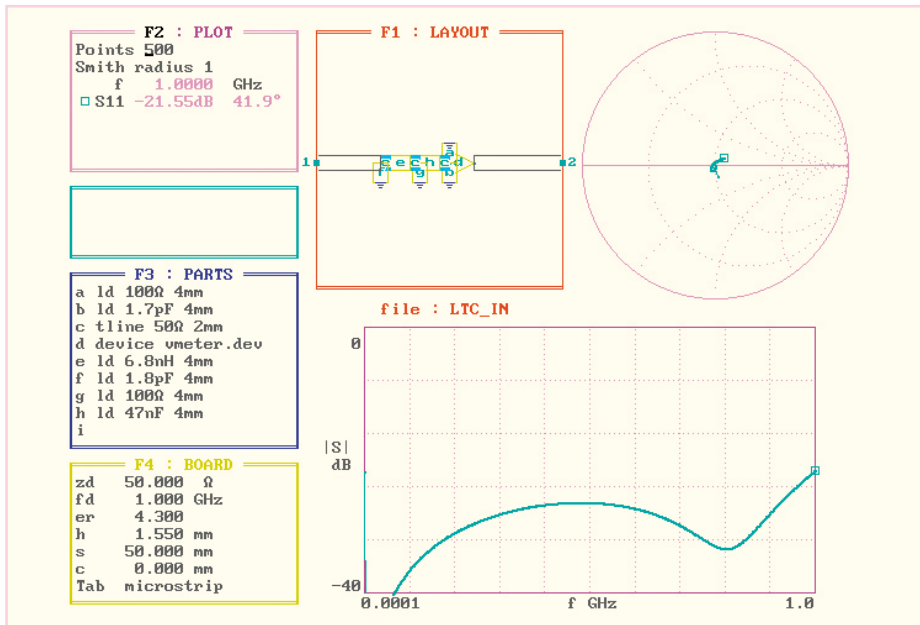 F2 : PLOT
Points 500
Smith radius 1
f 1.0000 GHz
S11 -21.55dB 41.9°
F1 : LAYOUT
1
c e c h c d
a
f g b
2
F3 : PARTS
a ld 100Ω 4mm
b ld 1.7pF 4mm
c tline 50Ω 2mm
d device vmeter.dev
e ld 6.8nH 4mm
f ld 1.8pF 4mm
g ld 100Ω 4mm
h ld 47nF 4mm
i
F4 : BOARD
zd 50.000 Ω
fd 1.000 GHz
er 4.300
h 1.550 mm
s 50.000 mm
c 0.000 mm
Tab microstrip
file : LTC_IN
0
|S|
dB
-40
0.0001 f GHz 1.0